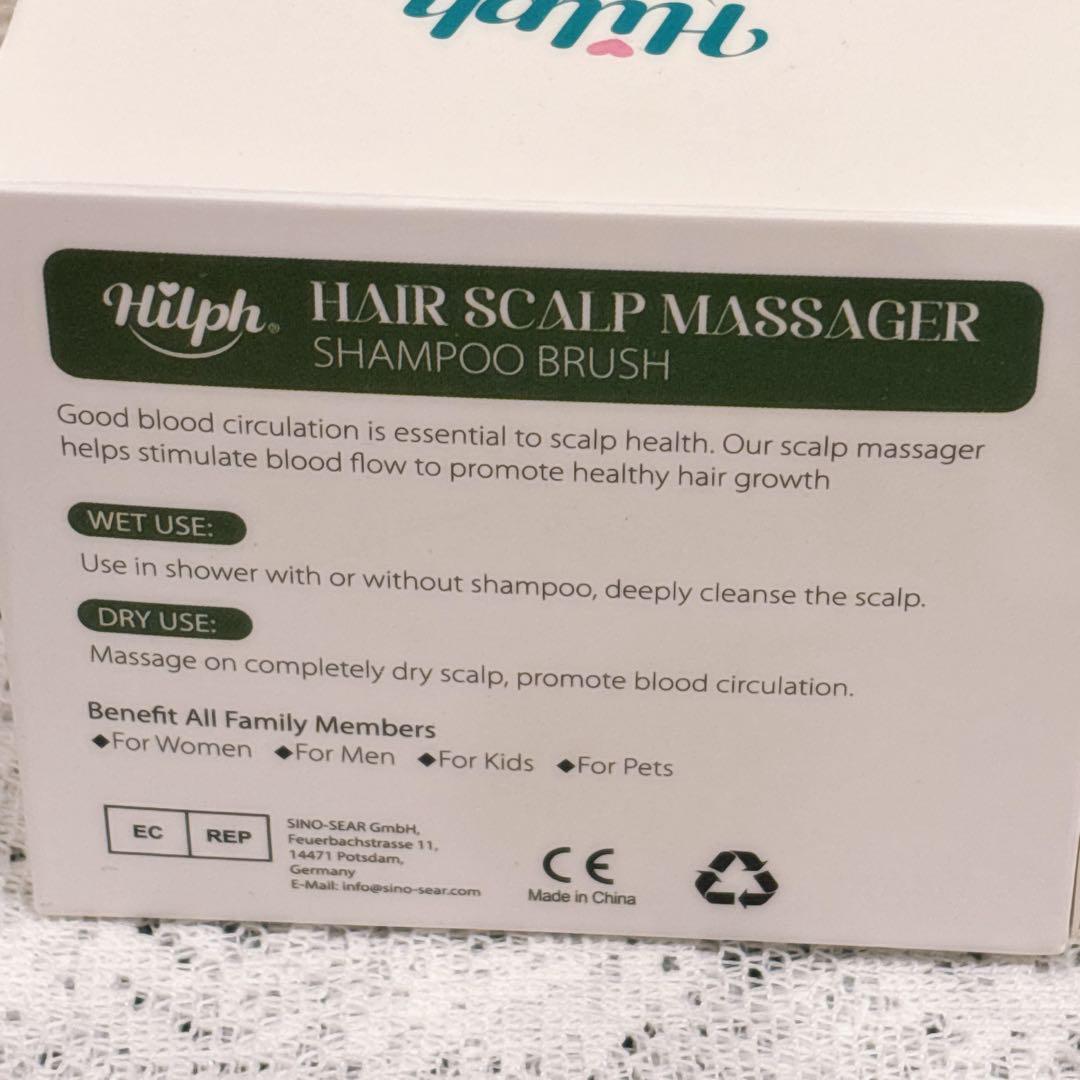 Hilph
Hilph® HAIR SCALP MASSAGER
SHAMPOO BRUSH
Good blood circulation is essential to scalp health. Our scalp massager
helps stimulate blood flow to promote healthy hair growth
WET USE:
Use in shower with or without shampoo, deeply cleanse the scalp.
DRY USE:
Massage on completely dry scalp, promote blood circulation.
Benefit All Family Members
◆For Women ◆For Men ◆For Kids ◆For Pets
EC REP
SINO-SEAR GmbH,
Feuerbachstrasse 11,
14471 Potsdam,
Germany
E-Mail: info@sino-sear.com
CE
Made in China